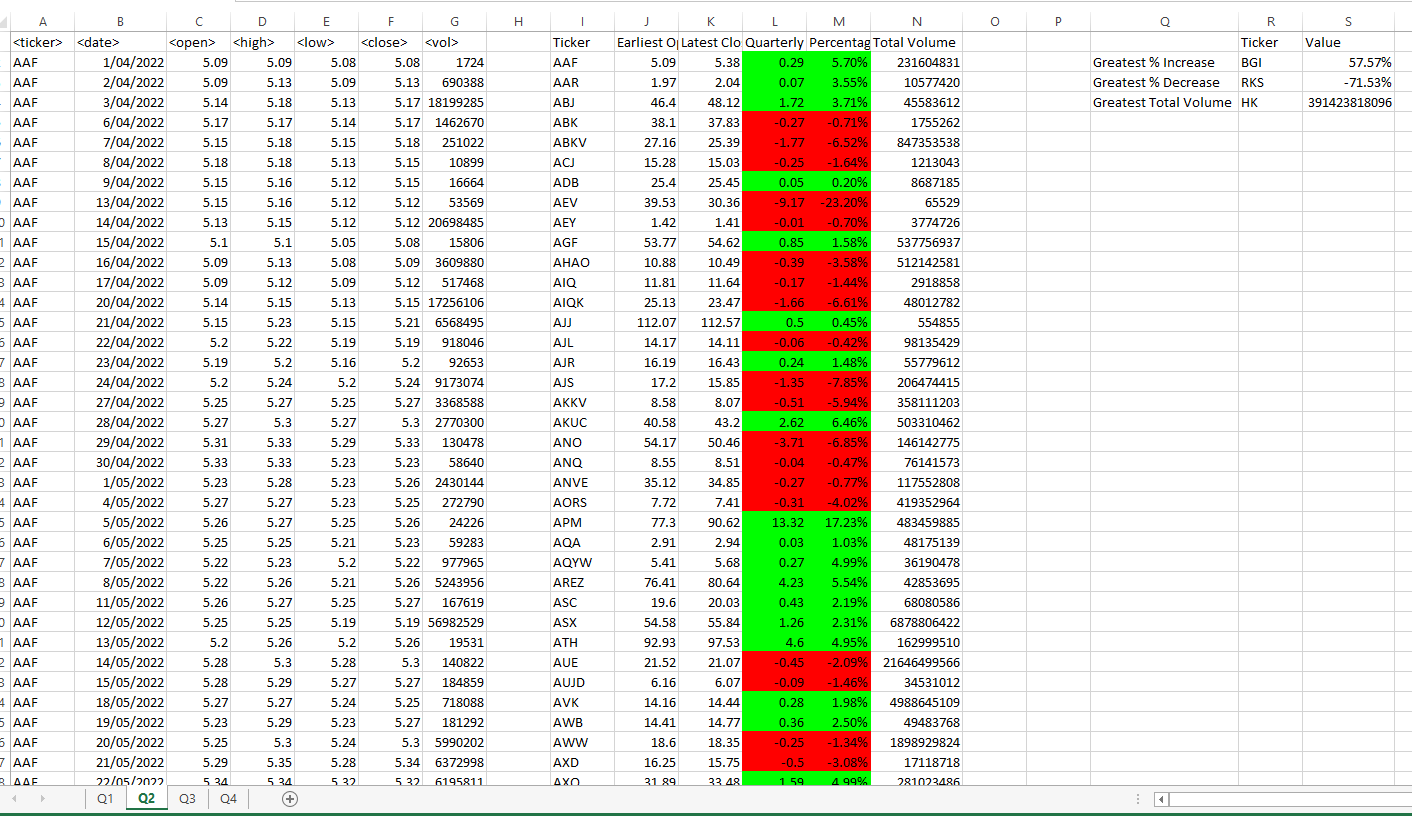 A B C D E F G H I J K L M N O P Q R S
<ticker> <date> <open> <high> <low> <close> <vol> Ticker Earliest Op Latest Clo Quarterly Percentag Total Volume Ticker Value
AAF 1/04/2022 5.09 5.09 5.08 5.08 1724 AAF 5.09 5.38 0.29 5.70% 231604831 Greatest % Increase BGI 57.57%
AAF 2/04/2022 5.09 5.13 5.09 5.13 690388 AAR 1.97 2.04 0.07 3.55% 10577420 Greatest % Decrease RKS -71.53%
AAF 3/04/2022 5.14 5.18 5.13 5.17 18199285 ABJ 46.4 48.12 1.72 3.71% 45583612 Greatest Total Volume HK 391423818096
AAF 6/04/2022 5.17 5.17 5.14 5.17 1462670 ABK 38.1 37.83 -0.27 -0.71% 1755262
AAF 7/04/2022 5.15 5.18 5.15 5.18 251022 ABKV 27.16 25.39 -1.77 -6.52% 847353538
AAF 8/04/2022 5.18 5.18 5.13 5.15 10899 ACJ 15.28 15.03 -0.25 -1.64% 1213043
AAF 9/04/2022 5.15 5.16 5.12 5.15 16664 ADB 25.4 25.45 0.05 0.20% 8687185
AAF 13/04/2022 5.15 5.16 5.12 5.12 53569 AEV 39.53 30.36 -9.17 -23.20% 65529
AAF 14/04/2022 5.13 5.15 5.12 5.12 20698485 AEY 1.42 1.41 -0.01 -0.70% 3774726
AAF 15/04/2022 5.1 5.1 5.05 5.08 15806 AGF 53.77 54.62 0.85 1.58% 537756937
AAF 16/04/2022 5.09 5.13 5.08 5.09 3609880 AHAO 10.88 10.49 -0.39 -3.58% 512142581
AAF 17/04/2022 5.09 5.12 5.09 5.12 517468 AIQ 11.81 11.64 -0.17 -1.44% 2918858
AAF 20/04/2022 5.14 5.15 5.13 5.15 17256106 AIQK 25.13 23.47 -1.66 -6.61% 48012782
AAF 21/04/2022 5.15 5.23 5.15 5.21 6568495 AJJ 112.07 112.57 0.5 0.45% 554855
AAF 22/04/2022 5.2 5.22 5.19 5.19 918046 AJL 14.17 14.11 -0.06 -0.42% 98135429
AAF 23/04/2022 5.19 5.2 5.16 5.2 92653 AJR 16.19 16.43 0.24 1.48% 55779612
AAF 24/04/2022 5.2 5.24 5.2 5.24 9173074 AJS 17.2 15.85 -1.35 -7.85% 206474415
AAF 27/04/2022 5.25 5.27 5.25 5.27 3368588 AKKV 8.58 8.07 -0.51 -5.94% 358111203
AAF 28/04/2022 5.27 5.3 5.27 5.3 2770300 AKUC 40.58 43.2 2.62 6.46% 503310462
AAF 29/04/2022 5.31 5.33 5.29 5.33 130478 ANO 54.17 50.46 -3.71 -6.85% 146142775
AAF 30/04/2022 5.33 5.33 5.23 5.23 58640 ANQ 8.55 8.51 -0.04 -0.47% 76141573
AAF 1/05/2022 5.23 5.28 5.23 5.26 2430144 ANVE 35.12 34.85 -0.27 -0.77% 117552808
AAF 4/05/2022 5.27 5.27 5.23 5.25 272790 AORS 7.72 7.41 -0.31 -4.02% 419352964
AAF 5/05/2022 5.26 5.27 5.25 5.26 24226 APM 77.3 90.62 13.32 17.23% 483459885
AAF 6/05/2022 5.25 5.25 5.21 5.23 59283 AQA 2.91 2.94 0.03 1.03% 48175139
AAF 7/05/2022 5.22 5.23 5.2 5.22 977965 AQYW 5.41 5.68 0.27 4.99% 36190478
AAF 8/05/2022 5.22 5.26 5.21 5.26 5243956 AREZ 76.41 80.64 4.23 5.54% 42853695
AAF 11/05/2022 5.26 5.27 5.25 5.27 167619 ASC 19.6 20.03 0.43 2.19% 68080586
AAF 12/05/2022 5.25 5.25 5.19 5.19 56982529 ASX 54.58 55.84 1.26 2.31% 6878806422
AAF 13/05/2022 5.2 5.26 5.2 5.26 19531 ATH 92.93 97.53 4.6 4.95% 162999510
AAF 14/05/2022 5.28 5.3 5.28 5.3 140822 AUE 21.52 21.07 -0.45 -2.09% 21646499566
AAF 15/05/2022 5.28 5.29 5.27 5.27 184859 AUJD 6.16 6.07 -0.09 -1.46% 34531012
AAF 18/05/2022 5.27 5.27 5.24 5.25 718088 AVK 14.16 14.44 0.28 1.98% 4988645109
AAF 19/05/2022 5.23 5.29 5.23 5.27 181292 AWB 14.41 14.77 0.36 2.50% 49483768
AAF 20/05/2022 5.25 5.3 5.24 5.3 5990202 AWW 18.6 18.35 -0.25 -1.34% 1898929824
AAF 21/05/2022 5.29 5.35 5.28 5.34 6372998 AXD 16.25 15.75 -0.5 -3.08% 17118718
AAF 22/05/2022 5.34 5.34 5.32 5.32 6195811 AXO 31.89 33.48 1.59 4.99% 281023486
Q1 Q2 Q3 Q4